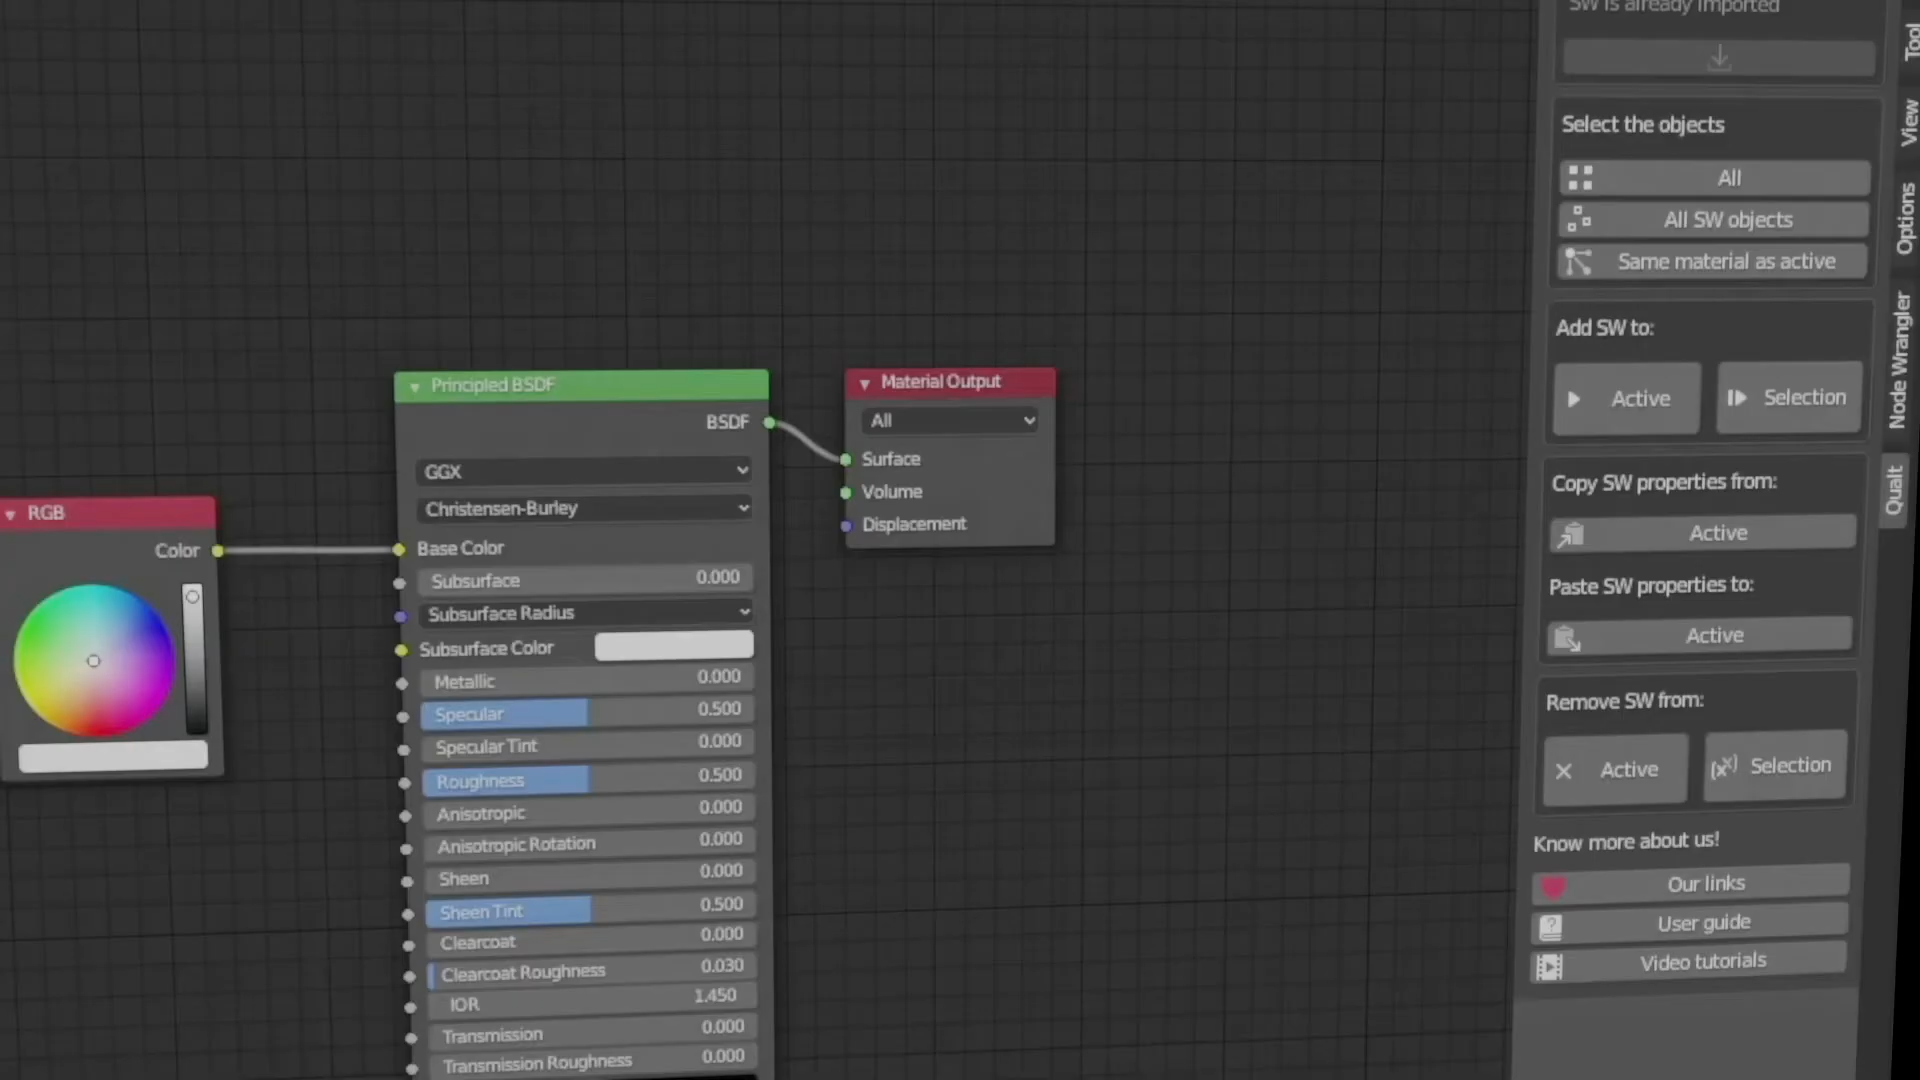 SW is already imported
Select the objects
All
All SW objects
Same material as active
Add SW to:
Active
Selection
Copy SW properties from:
Active
Paste SW properties to:
Active
Remove SW from:
Active
Selection
Know more about us!
Our links
User guide
Video tutorials
Tool
View
Options
Node Wrangler
Qualt
RGB
Color
Principled BSDF
BSDF
GGX
Christensen-Burley
Base Color
Subsurface 0.000
Subsurface Radius
Subsurface Color
Metallic 0.000
Specular 0.500
Specular Tint 0.000
Roughness 0.500
Anisotropic 0.000
Anisotropic Rotation 0.000
Sheen 0.000
Sheen Tint 0.500
Clearcoat 0.000
Clearcoat Roughness 0.030
IOR 1.450
Transmission 0.000
Transmission Roughness 0.000
Material Output
All
Surface
Volume
Displacement